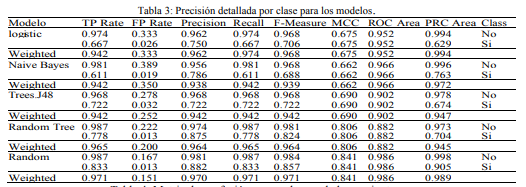 Tabla 3: Precisión detallada por clase para los modelos.
Modelo TP Rate FP Rate Precision Recall F-Measure MCC ROC Area PRC Area Class
logistic 0.974 0.333 0.962 0.974 0.968 0.675 0.952 0.994 No
0.667 0.026 0.750 0.667 0.706 0.675 0.952 0.629 Si
Weighted 0.942 0.333 0.962 0.974 0.968 0.675 0.952 0.994
Naive Bayes 0.981 0.389 0.956 0.981 0.968 0.662 0.966 0.996 No
0.611 0.019 0.786 0.611 0.688 0.662 0.966 0.763 Si
Weighted 0.942 0.350 0.938 0.942 0.939 0.662 0.966 0.972
Trees.J48 0.968 0.278 0.968 0.968 0.968 0.690 0.902 0.978 No
0.722 0.032 0.722 0.722 0.722 0.690 0.902 0.674 Si
Weighted 0.942 0.252 0.942 0.942 0.942 0.690 0.902 0.947
Random Tree 0.987 0.222 0.974 0.987 0.981 0.806 0.882 0.973 No
0.778 0.013 0.875 0.778 0.824 0.806 0.882 0.704 Si
Weighted 0.965 0.200 0.964 0.965 0.964 0.806 0.882 0.945
Random 0.987 0.167 0.981 0.987 0.984 0.841 0.986 0.998 No
0.833 0.013 0.882 0.833 0.857 0.841 0.986 0.905 Si
Weighted 0.971 0.151 0.970 0.971 0.971 0.841 0.986 0.989